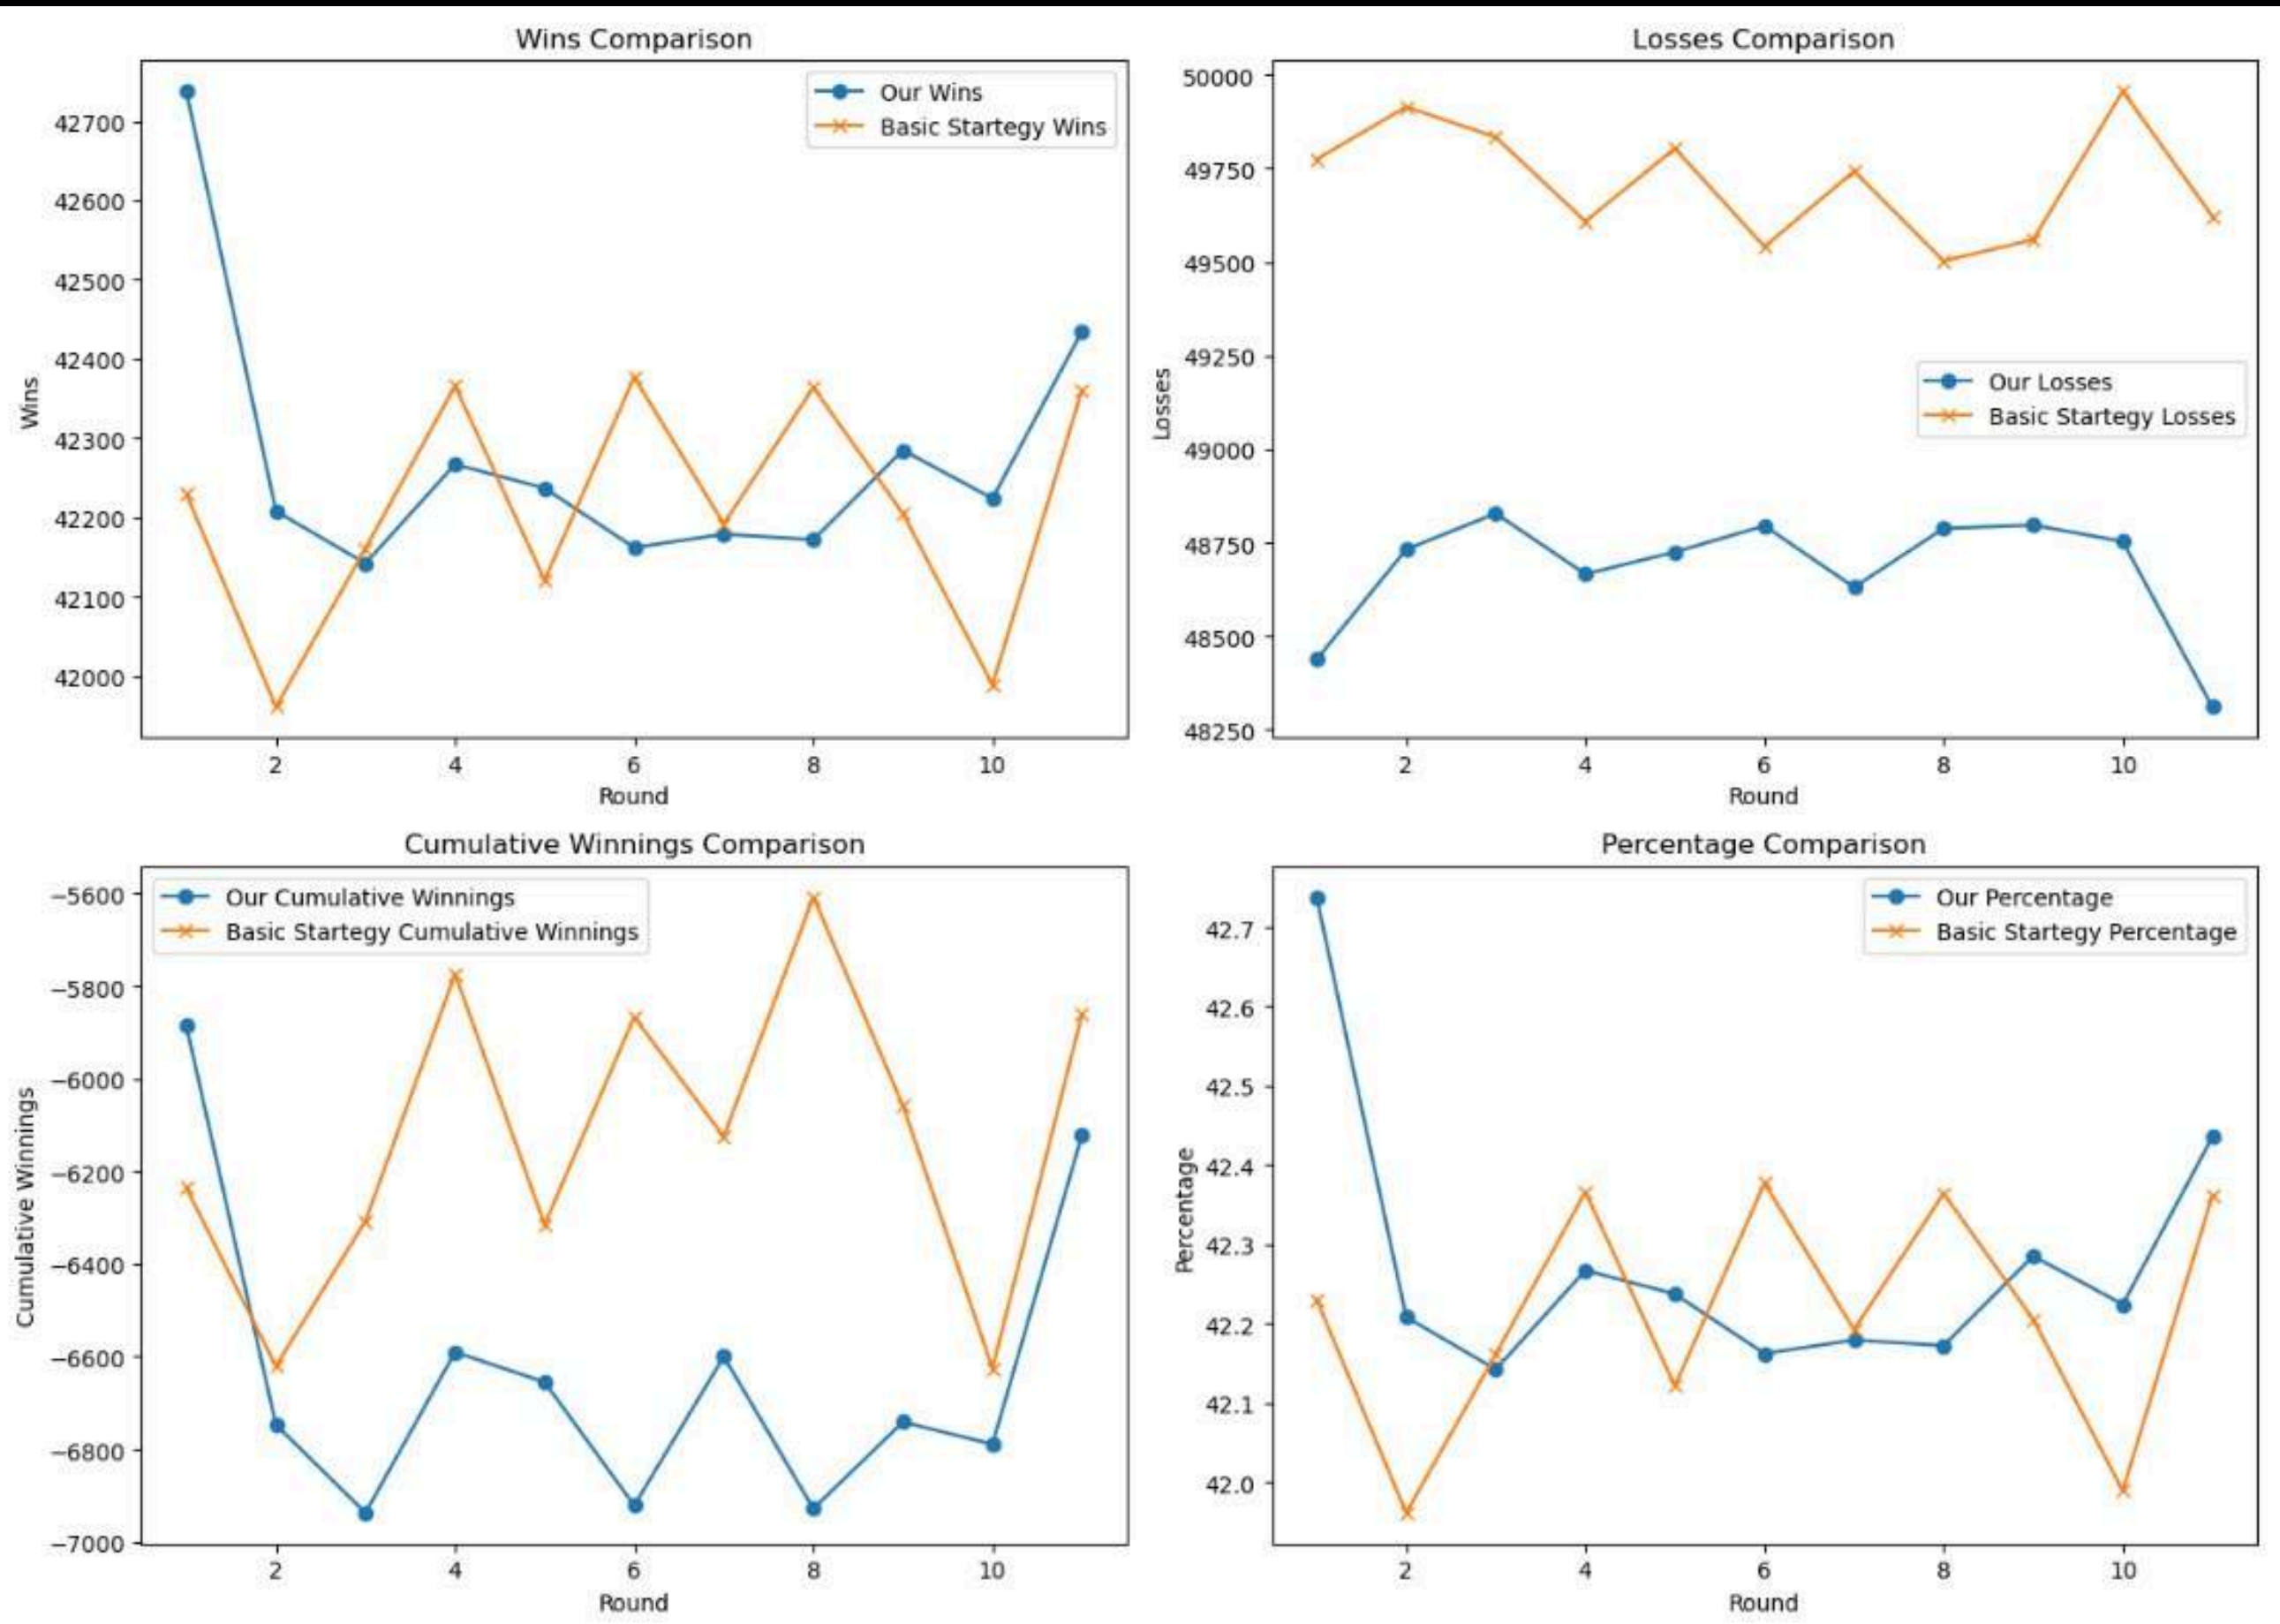 Wins Comparison
Our Wins
Basic Startegy Wins
42700
42600
42500
42400
42300
42200
42100
42000
Wins
2 4 6 8 10
Round
Losses Comparison
50000
49750
49500
49250
49000
48750
48500
48250
Our Losses
Basic Startegy Losses
Losses
2 4 6 8 10
Round
Cumulative Winnings Comparison
Our Cumulative Winnings
Basic Startegy Cumulative Winnings
−5600
−5800
−6000
−6200
−6400
−6600
−6800
−7000
Cumulative Winnings
2 4 6 8 10
Round
Percentage Comparison
Our Percentage
Basic Startegy Percentage
42.7
42.6
42.5
42.4
42.3
42.2
42.1
42.0
Percentage
2 4 6 8 10
Round